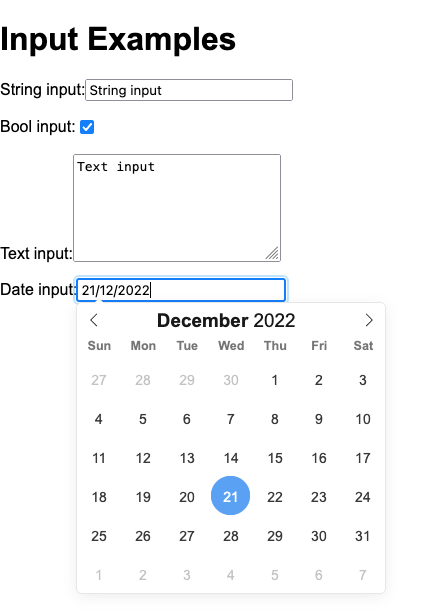 Input Examples
String input: String input
Bool input:
Text input
Text input:
Date input: 21/12/2022
December 2022
Sun Mon Tue Wed Thu Fri Sat
27 28 29 30 1 2 3
4 5 6 7 8 9 10
11 12 13 14 15 16 17
18 19 20 21 22 23 24
25 26 27 28 29 30 31
1 2 3 4 5 6 7